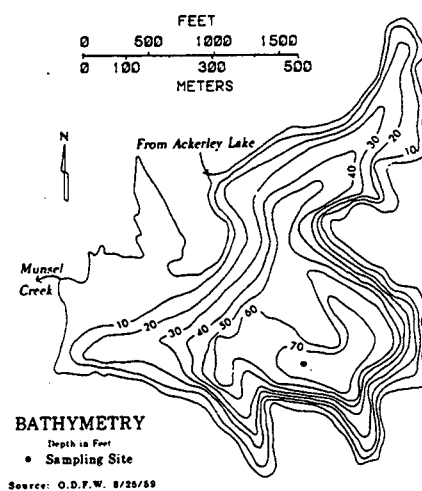 FEET
0 500 1000 1500
0 100 300 500
METERS
N
From Ackerley Lake
30
20
10
40
Munsel
Creek
10
20
30
40
50
60
70
BATHYMETRY
Depth in Feet
• Sampling Site
Source: O.D.F.W. 8/25/59